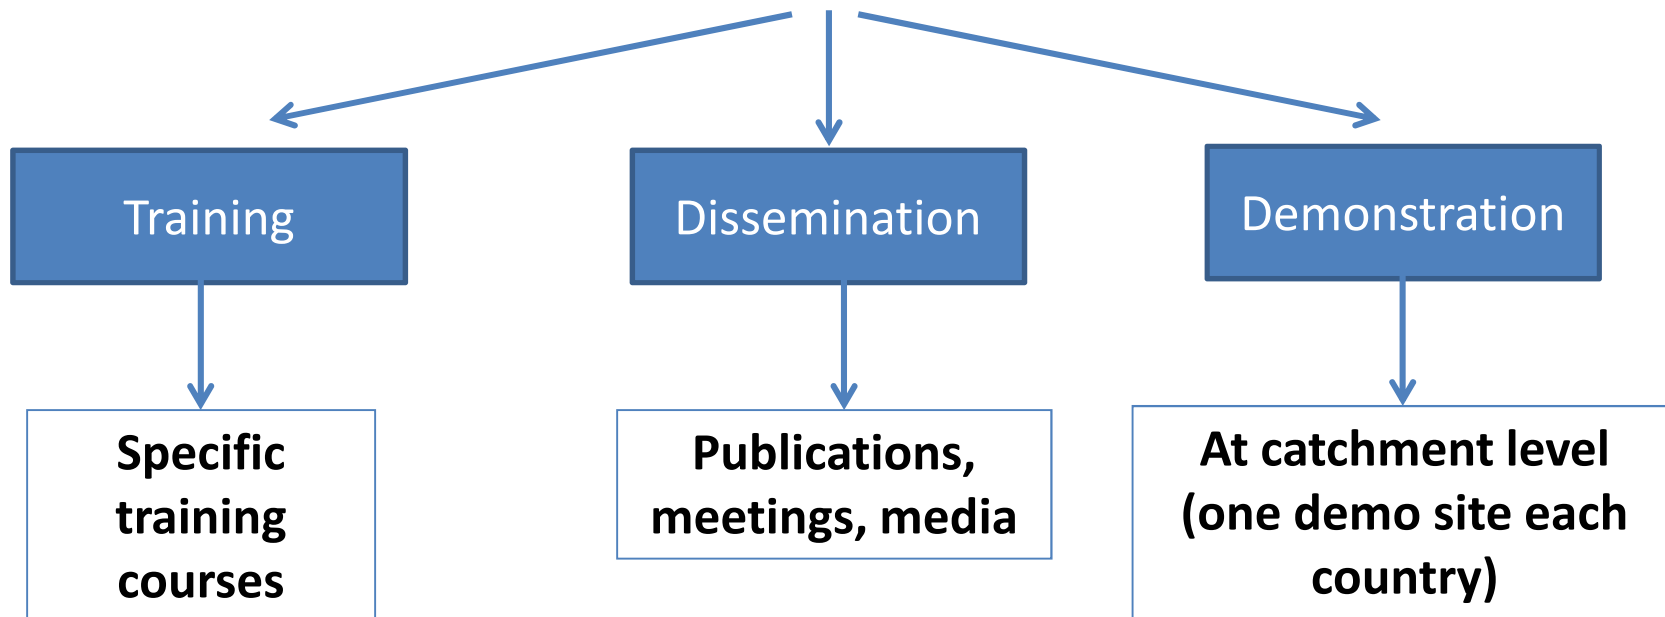 Training
Dissemination
Demonstration
Specific
training
courses
Publications,
meetings, media
At catchment level
(one demo site each
country)